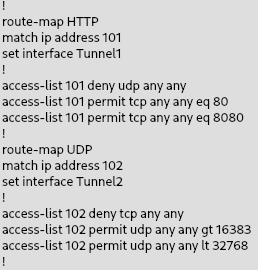 !
route-map HTTP
match ip address 101
set interface Tunnel1
!
access-list 101 deny udp any any
access-list 101 permit tcp any any eq 80
access-list 101 permit tcp any any eq 8080
!
route-map UDP
match ip address 102
set interface Tunnel2
!
access-list 102 deny tcp any any
access-list 102 permit udp any any gt 16383
access-list 102 permit udp any any lt 32768
!